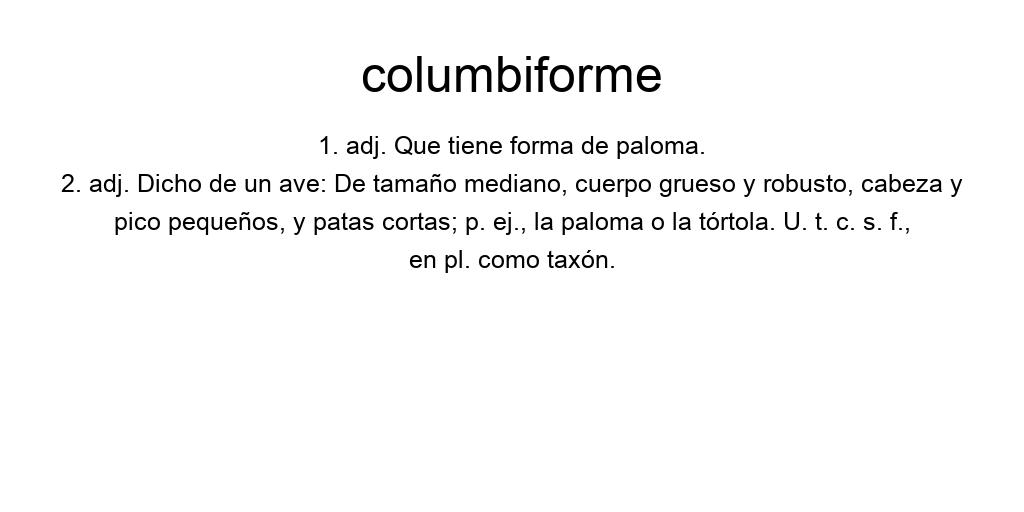 columbiforme
1. adj. Que tiene forma de paloma.
2. adj. Dicho de un ave: De tamaño mediano, cuerpo grueso y robusto, cabeza y
pico pequeños, y patas cortas; p. ej., la paloma o la tórtola. U. t. c. s. f.,
en pl. como taxón.